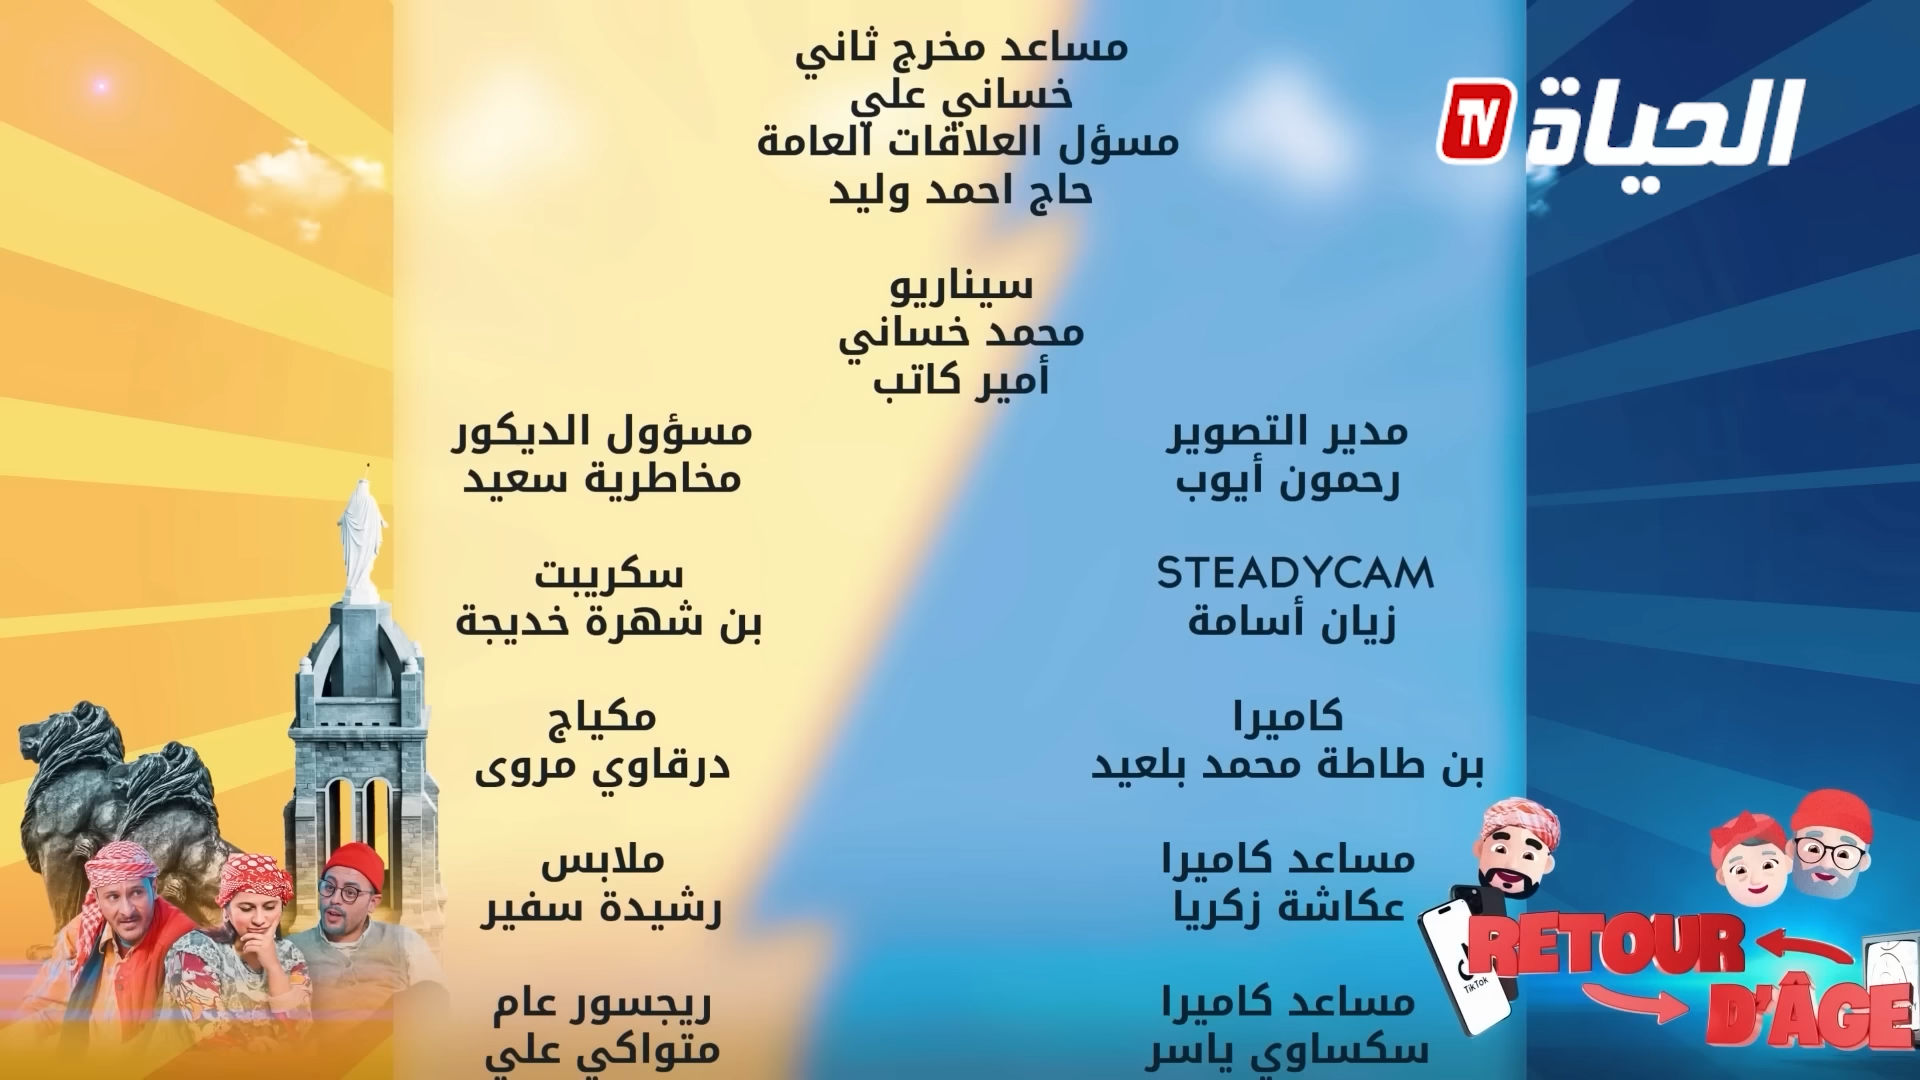 مساعد مخرج ثاني
خساني علي
مسؤل العلاقات العامة
حاج احمد وليد
TV الحياة
سيناريو
محمد خساني
أمير كاتب
مدير التصوير
رحمون أيوب
STEADYCAM
زيان أسامة
كاميرا
بن طاطة محمد بلعيد
مساعد كاميرا
عكاشة زكريا
مساعد كاميرا
سكساوي ياسر
مسؤول الديكور
مخاطرية سعيد
سكريبت
بن شهرة خديجة
مكياج
درقاوي مروى
ملابس
رشيدة سفير
ريجسور عام
متواكي علي
TikTok
RETOUR
D'ÂGE